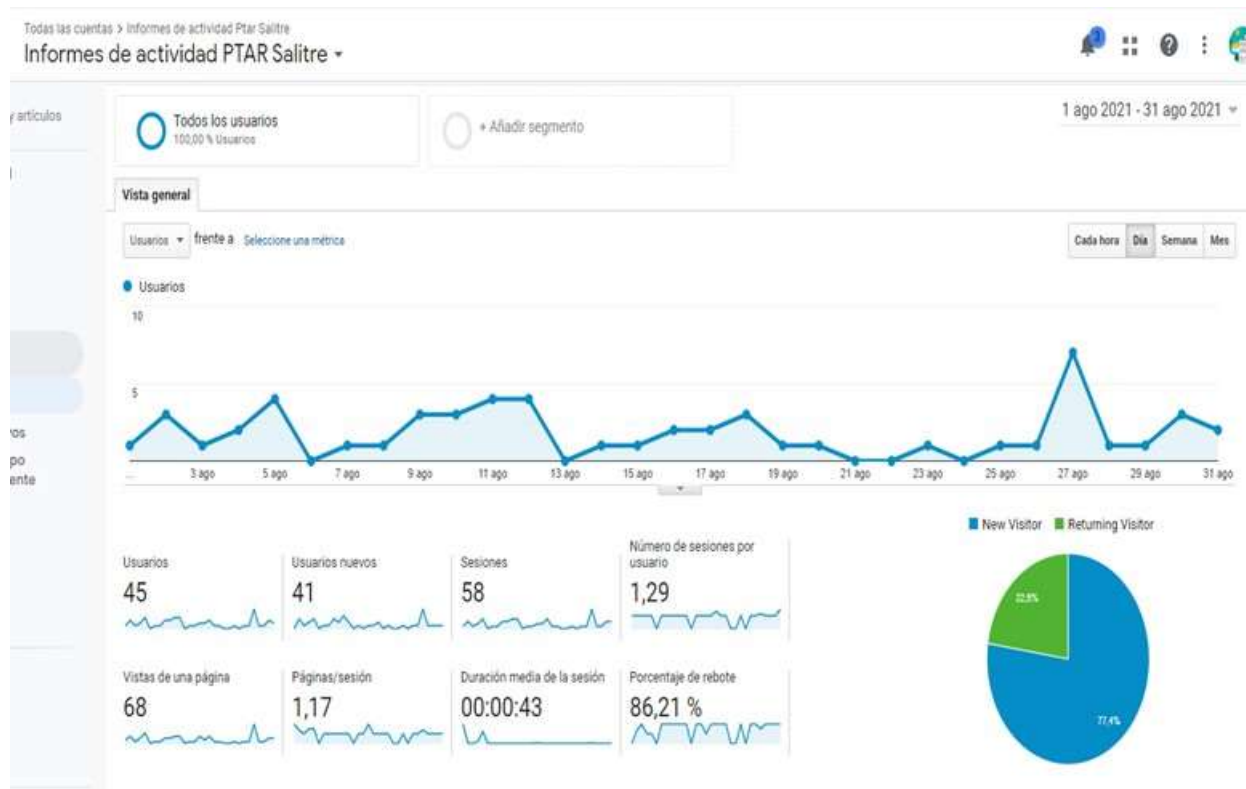 Todas las cuentas > Informes de actividad Ptar Salitre
Informes de actividad PTAR Salitre
3
y artículos
Todos los usuarios
100,00 % Usuarios
+ Añadir segmento
1 ago 2021 - 31 ago 2021
Vista general
Usuarios frente a Seleccione una métrica
Cada hora Día Semana Mes
Usuarios
10
5
... 3 ago 5 ago 7 ago 9 ago 11 ago 13 ago 15 ago 17 ago 19 ago 21 ago 23 ago 25 ago 27 ago 29 ago 31 ago
os
po
ente
New Visitor Returning Visitor
Usuarios
45
Usuarios nuevos
41
Sesiones
58
Número de sesiones por
usuario
1,29
Vistas de una página
68
Páginas/sesión
1,17
Duración media de la sesión
00:00:43
Porcentaje de rebote
86,21 %
22,6%
77,4%